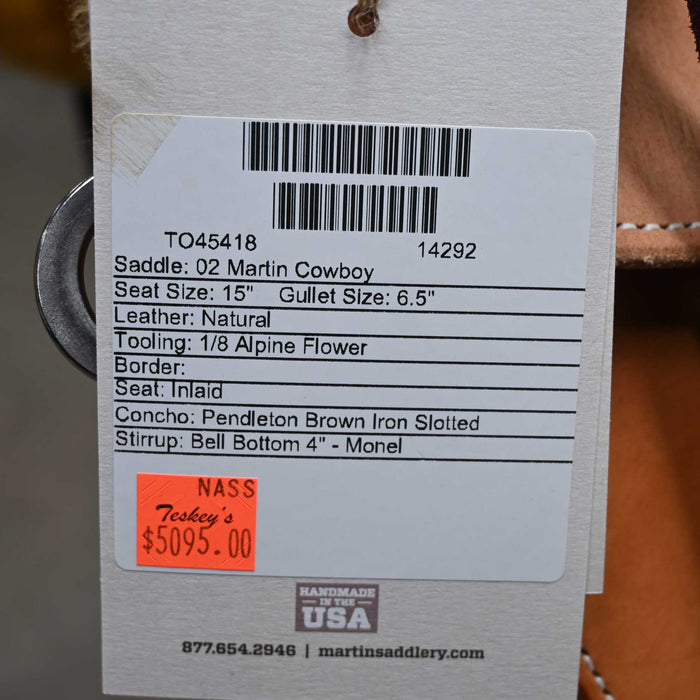 TO45418 14292
Saddle: 02 Martin Cowboy
Seat Size: 15" Gullet Size: 6.5"
Leather: Natural
Tooling: 1/8 Alpine Flower
Border:
Seat: Inlaid
Concho: Pendleton Brown Iron Slotted
Stirrup: Bell Bottom 4" - Monel
NASS
Teskey's
$5095.00
HANDMADE
IN THE
USA
877.654.2946 | martinsaddlery.com